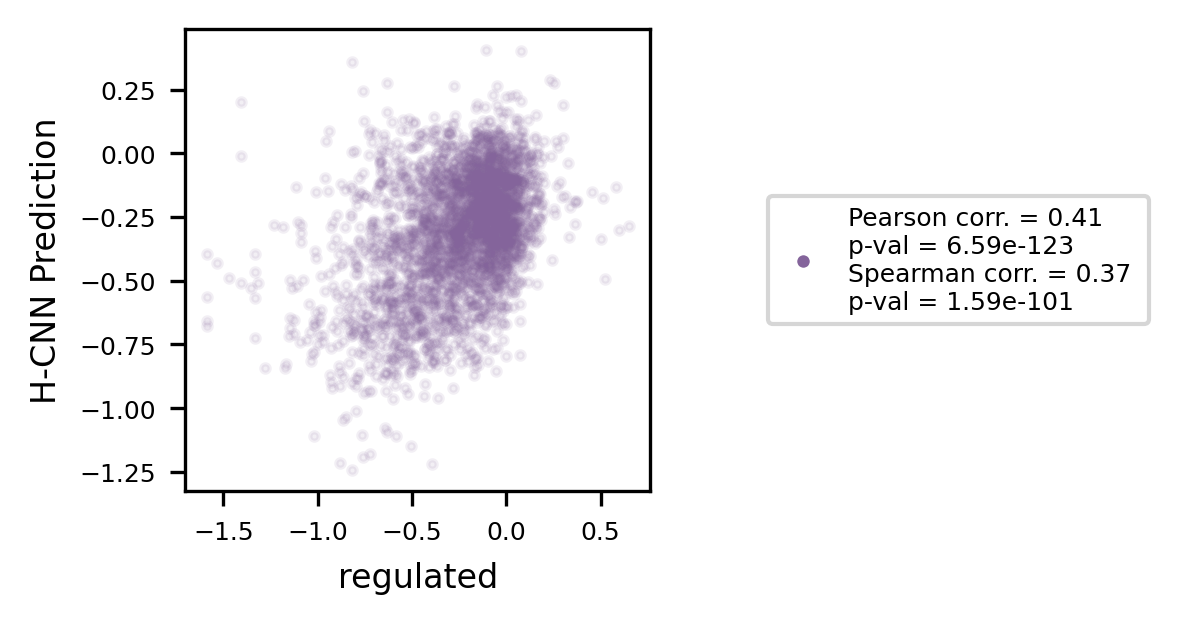 H-CNN Prediction
0.25
0.00
−0.25
−0.50
−0.75
−1.00
−1.25
−1.5 −1.0 −0.5 0.0 0.5
regulated
Pearson corr. = 0.41
p-val = 6.59e-123
Spearman corr. = 0.37
p-val = 1.59e-101